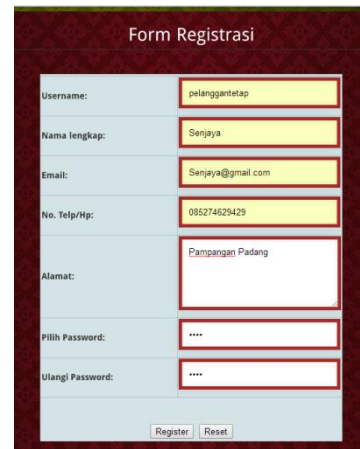 Form Registrasi
Username: pelanggantetap
Nama lengkap: Senjaya
Email: Senjaya@gmail.com
No. Telp/Hp: 085274629429
Alamat: Pampangan Padang
Pilih Password: ••••
Ulangi Password: ••••
Register Reset